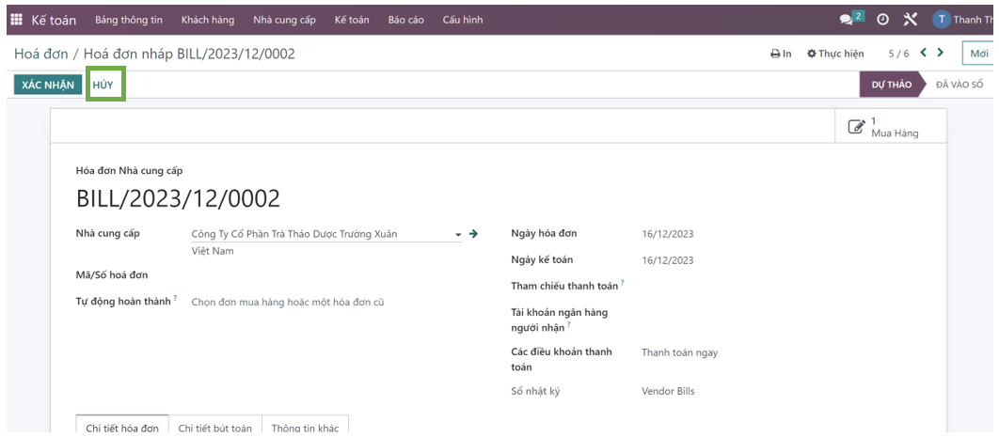 Kế toán Bảng thông tin Khách hàng Nhà cung cấp Kế toán Báo cáo Cấu hình 2 T Thanh Th
Hoá đơn / Hoá đơn nháp BILL/2023/12/0002 In Thực hiện 5 / 6 Mới
XÁC NHẬN HỦY DỰ THẢO ĐÃ VÀO SỔ
1
Mua Hàng
Hóa đơn Nhà cung cấp
BILL/2023/12/0002
Nhà cung cấp Công Ty Cổ Phần Trà Thảo Dược Trường Xuân Ngày hóa đơn 16/12/2023
Việt Nam
Ngày kế toán 16/12/2023
Mã/Số hoá đơn
Tham chiếu thanh toán ?
Tự động hoàn thành ? Chọn đơn mua hàng hoặc một hóa đơn cũ
Tài khoản ngân hàng
người nhận ?
Các điều khoản thanh Thanh toán ngay
toán
Sổ nhật ký Vendor Bills
Chi tiết hóa đơn Chi tiết bút toán Thông tin khác